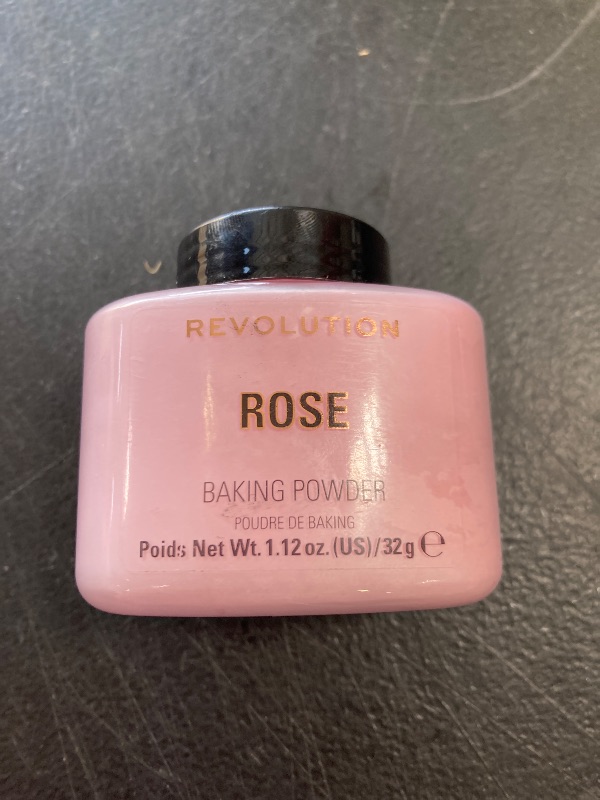 REVOLUTION
ROSE
BAKING POWDER
POUDRE DE BAKING
Poids Net Wt. 1.12 oz. (US)/32g ℮